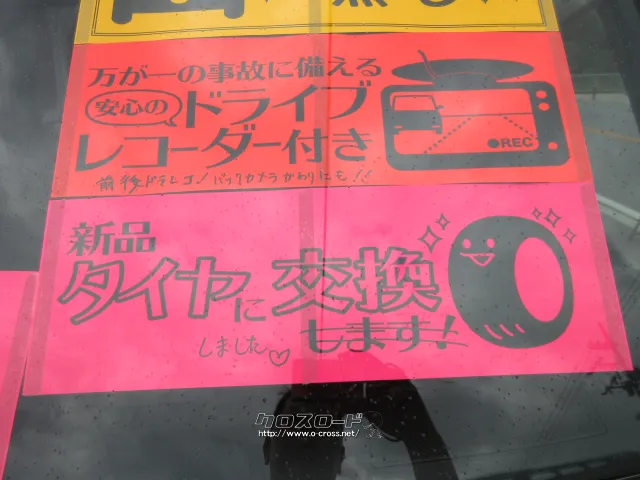 万が一の事故に備える
安心の
ドライブ
レコーダー付き
●REC
前後ドラレコ!バックカメラかわりにも!!
新品
タイヤに交換
しました♡
します!
クロスロード
http://www.o-cross.net/